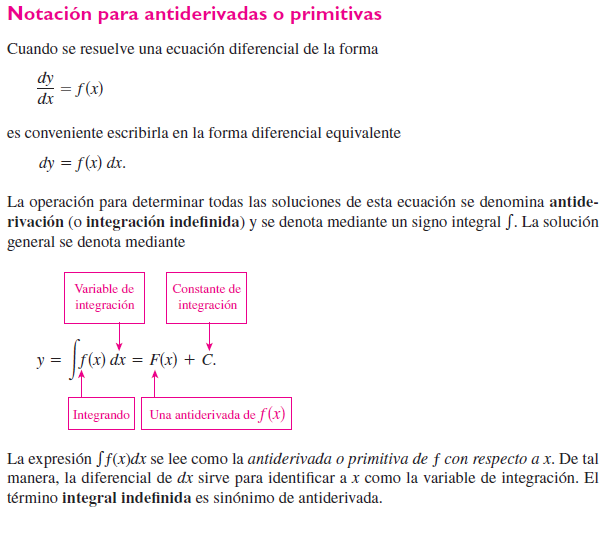 Notación para antiderivadas o primitivas
Cuando se resuelve una ecuación diferencial de la forma
dy/dx = f(x)
es conveniente escribirla en la forma diferencial equivalente
dy = f(x) dx.
La operación para determinar todas las soluciones de esta ecuación se denomina antide-
rivación (o integración indefinida) y se denota mediante un signo integral ∫. La solución
general se denota mediante
Variable de
integración
Constante de
integración
y = ∫ f(x) dx = F(x) + C.
Integrando
Una antiderivada de f(x)
La expresión ∫f(x)dx se lee como la antiderivada o primitiva de f con respecto a x. De tal
manera, la diferencial de dx sirve para identificar a x como la variable de integración. El
término integral indefinida es sinónimo de antiderivada.